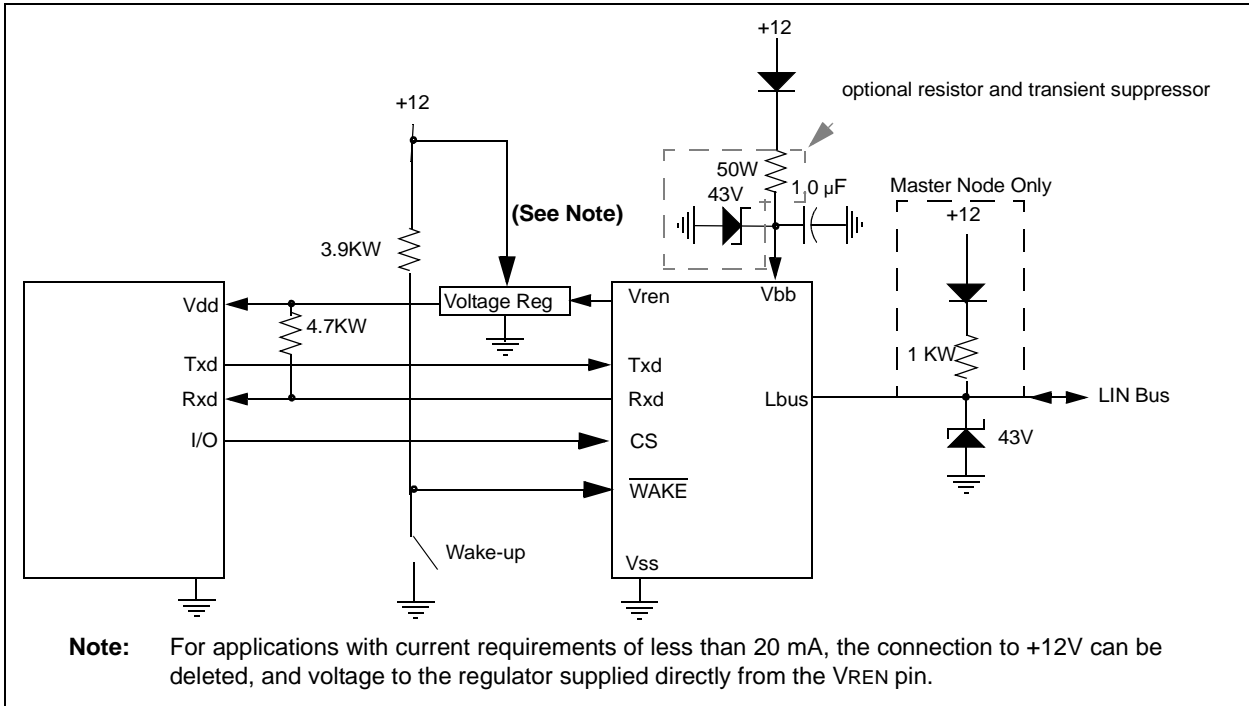 +12
optional resistor and transient suppressor
+12
50W
1.0 µF
43V
Master Node Only
+12
(See Note)
3.9KW
Vdd
Voltage Reg
Vren
Vbb
4.7KW
1 KW
Txd
Txd
Rxd
Rxd
Lbus
LIN Bus
I/O
CS
43V
WAKE
Wake-up
Vss
Note: For applications with current requirements of less than 20 mA, the connection to +12V can be
deleted, and voltage to the regulator supplied directly from the VREN pin.